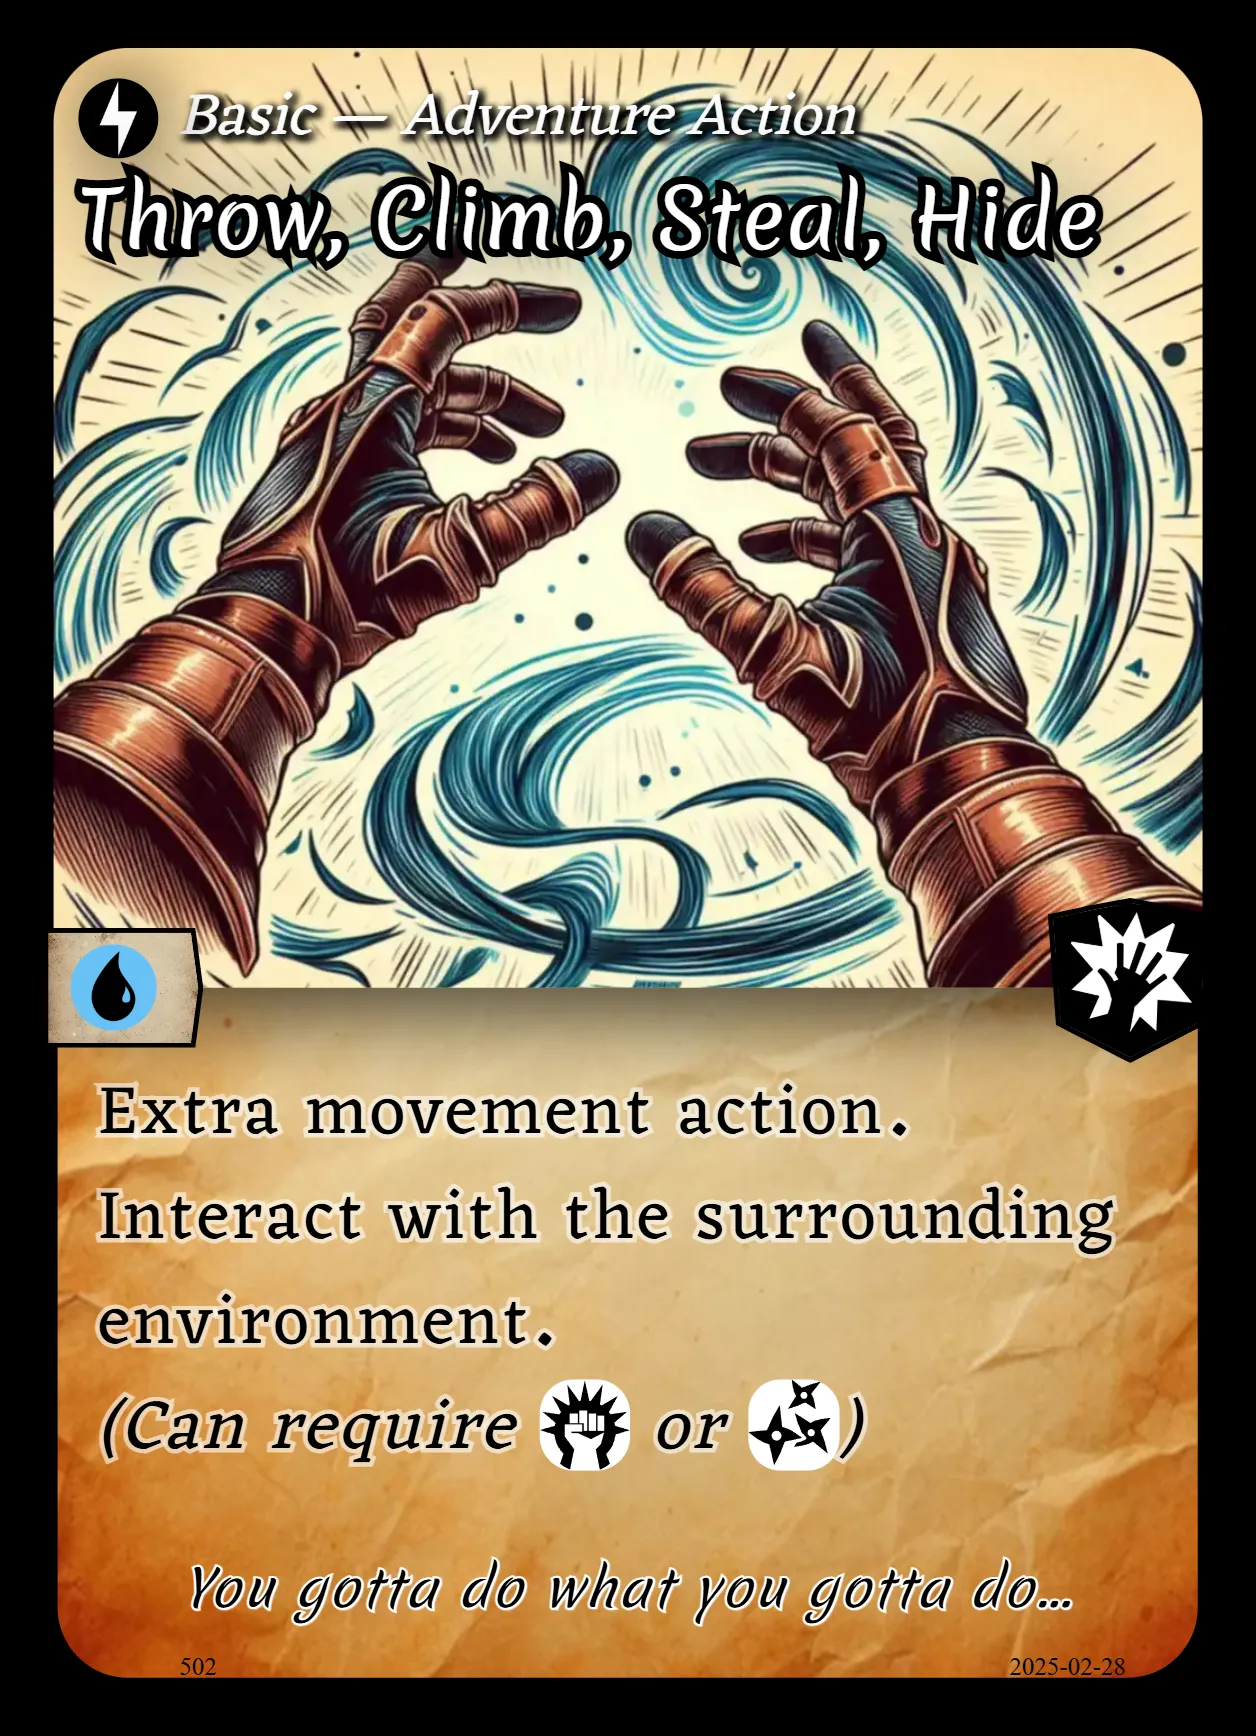 Basic — Adventure Action
Throw, Climb, Steal, Hide
Extra movement action.
Interact with the surrounding
environment.
(Can require or )
You gotta do what you gotta do...
502 2025-02-28